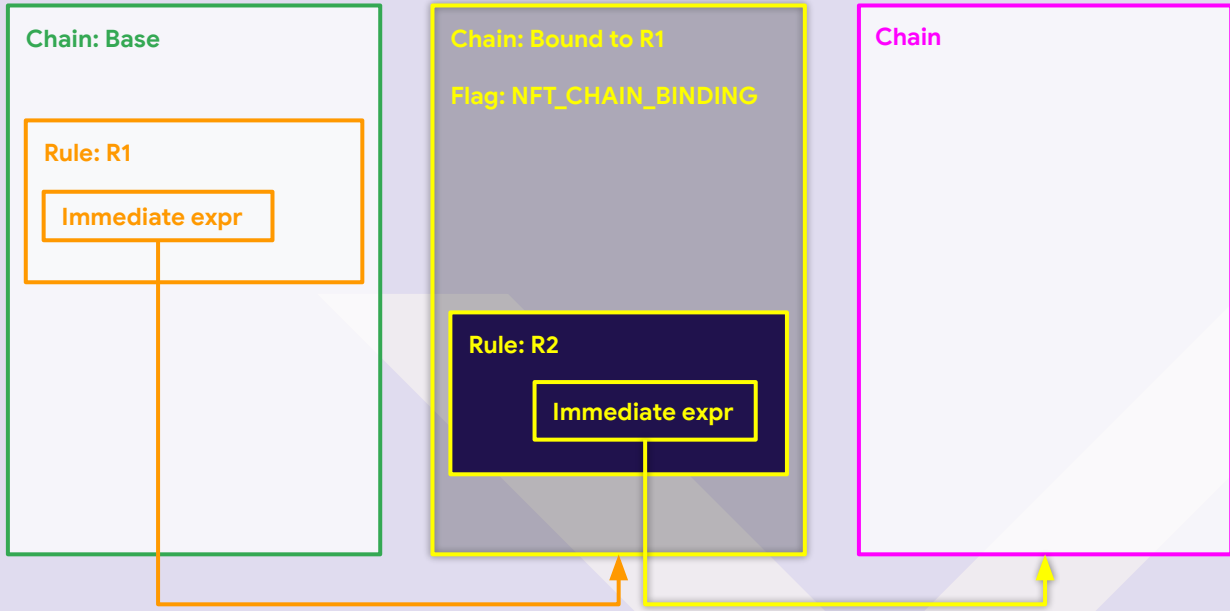 Chain: Base
Rule: R1
Immediate expr
Chain: Bound to R1
Flag: NFT_CHAIN_BINDING
Rule: R2
Immediate expr
Chain